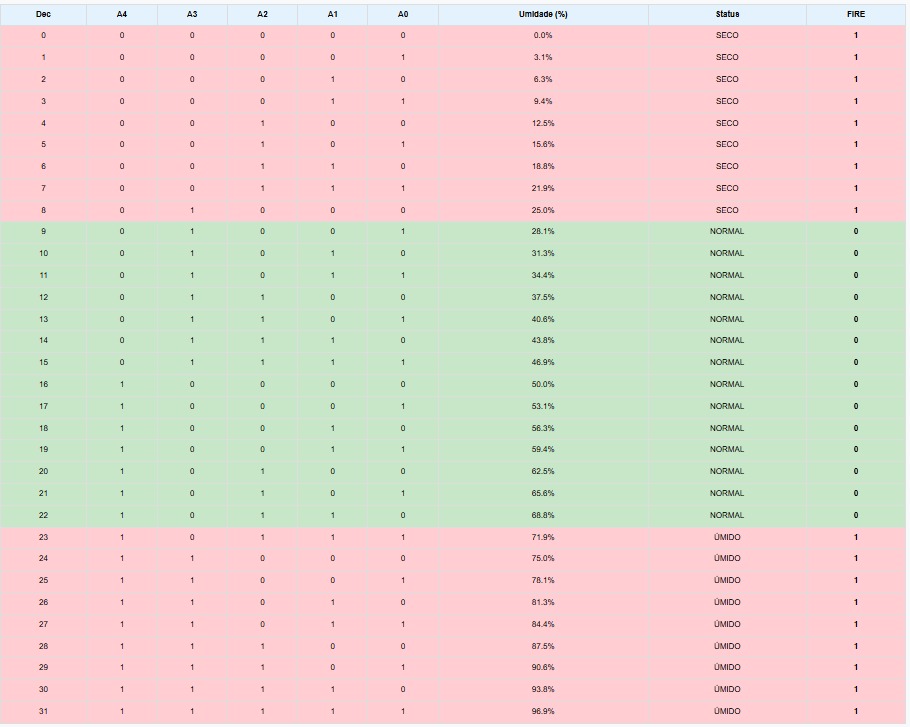 Dec A4 A3 A2 A1 A0 Umidade (%) Status FIRE
0 0 0 0 0 0 0.0% SECO 1
1 0 0 0 0 1 3.1% SECO 1
2 0 0 0 1 0 6.3% SECO 1
3 0 0 0 1 1 9.4% SECO 1
4 0 0 1 0 0 12.5% SECO 1
5 0 0 1 0 1 15.6% SECO 1
6 0 0 1 1 0 18.8% SECO 1
7 0 0 1 1 1 21.9% SECO 1
8 0 1 0 0 0 25.0% SECO 1
9 0 1 0 0 1 28.1% NORMAL 0
10 0 1 0 1 0 31.3% NORMAL 0
11 0 1 0 1 1 34.4% NORMAL 0
12 0 1 1 0 0 37.5% NORMAL 0
13 0 1 1 0 1 40.6% NORMAL 0
14 0 1 1 1 0 43.8% NORMAL 0
15 0 1 1 1 1 46.9% NORMAL 0
16 1 0 0 0 0 50.0% NORMAL 0
17 1 0 0 0 1 53.1% NORMAL 0
18 1 0 0 1 0 56.3% NORMAL 0
19 1 0 0 1 1 59.4% NORMAL 0
20 1 0 1 0 0 62.5% NORMAL 0
21 1 0 1 0 1 65.6% NORMAL 0
22 1 0 1 1 0 68.8% NORMAL 0
23 1 0 1 1 1 71.9% ÚMIDO 1
24 1 1 0 0 0 75.0% ÚMIDO 1
25 1 1 0 0 1 78.1% ÚMIDO 1
26 1 1 0 1 0 81.3% ÚMIDO 1
27 1 1 0 1 1 84.4% ÚMIDO 1
28 1 1 1 0 0 87.5% ÚMIDO 1
29 1 1 1 0 1 90.6% ÚMIDO 1
30 1 1 1 1 0 93.8% ÚMIDO 1
31 1 1 1 1 1 96.9% ÚMIDO 1